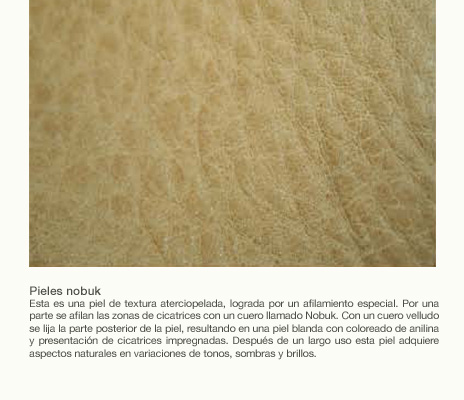 Pieles nobuk
Esta es una piel de textura aterciopelada, lograda por un afilamiento especial. Por una
parte se afilan las zonas de cicatrices con un cuero llamado Nobuk. Con un cuero velludo
se lija la parte posterior de la piel, resultando en una piel blanda con coloreado de anilina
y presentación de cicatrices impregnadas. Después de un largo uso esta piel adquiere
aspectos naturales en variaciones de tonos, sombras y brillos.